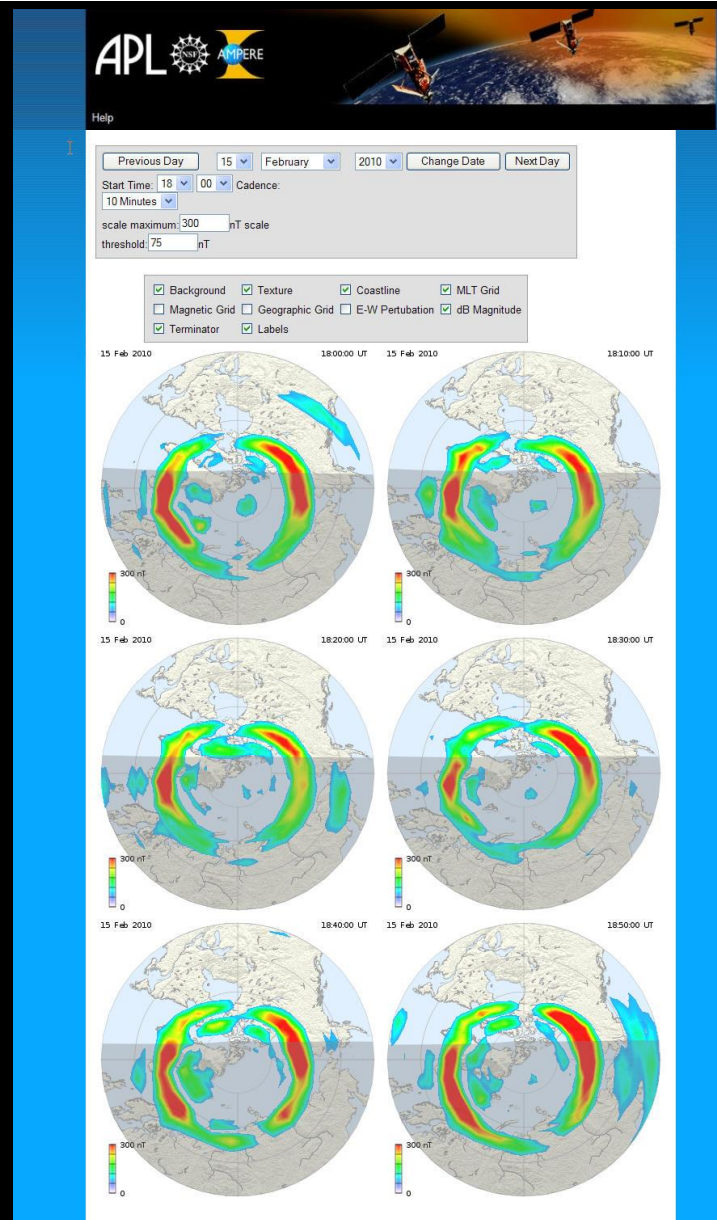 APL NSF AMPERE
Help
Previous Day 15 February 2010 Change Date Next Day
Start Time: 18 00 Cadence:
10 Minutes
scale maximum: 300 nT scale
threshold: 75 nT
Background Texture Coastline MLT Grid
Magnetic Grid Geographic Grid E-W Pertubation dB Magnitude
Terminator Labels
15 Feb 2010 18:00:00 UT 15 Feb 2010 18:10:00 UT
300 nT 300 nT
0 0
15 Feb 2010 18:20:00 UT 15 Feb 2010 18:30:00 UT
300 nT 300 nT
0 0
15 Feb 2010 18:40:00 UT 15 Feb 2010 18:50:00 UT
300 nT 300 nT
0 0